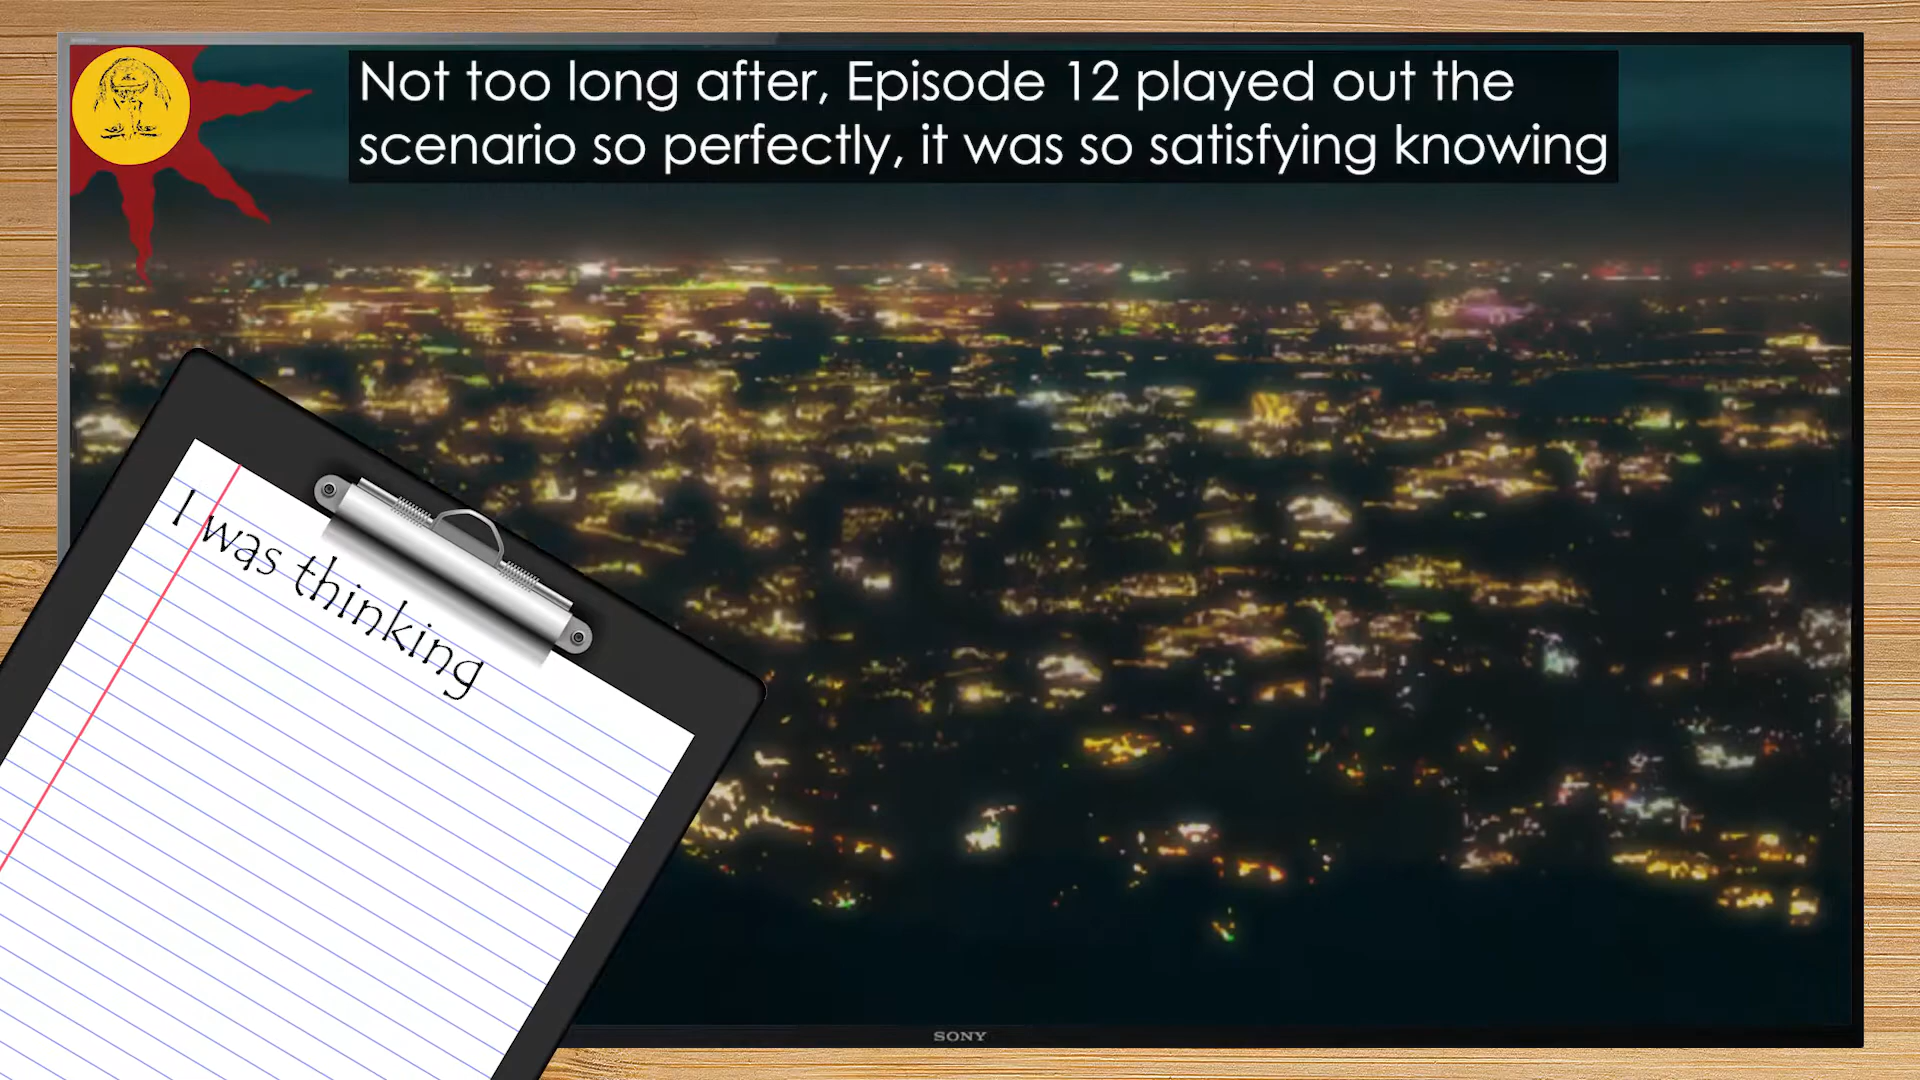 Not too long after, Episode 12 played out the
scenario so perfectly, it was so satisfying knowing
I was thinking
SONY